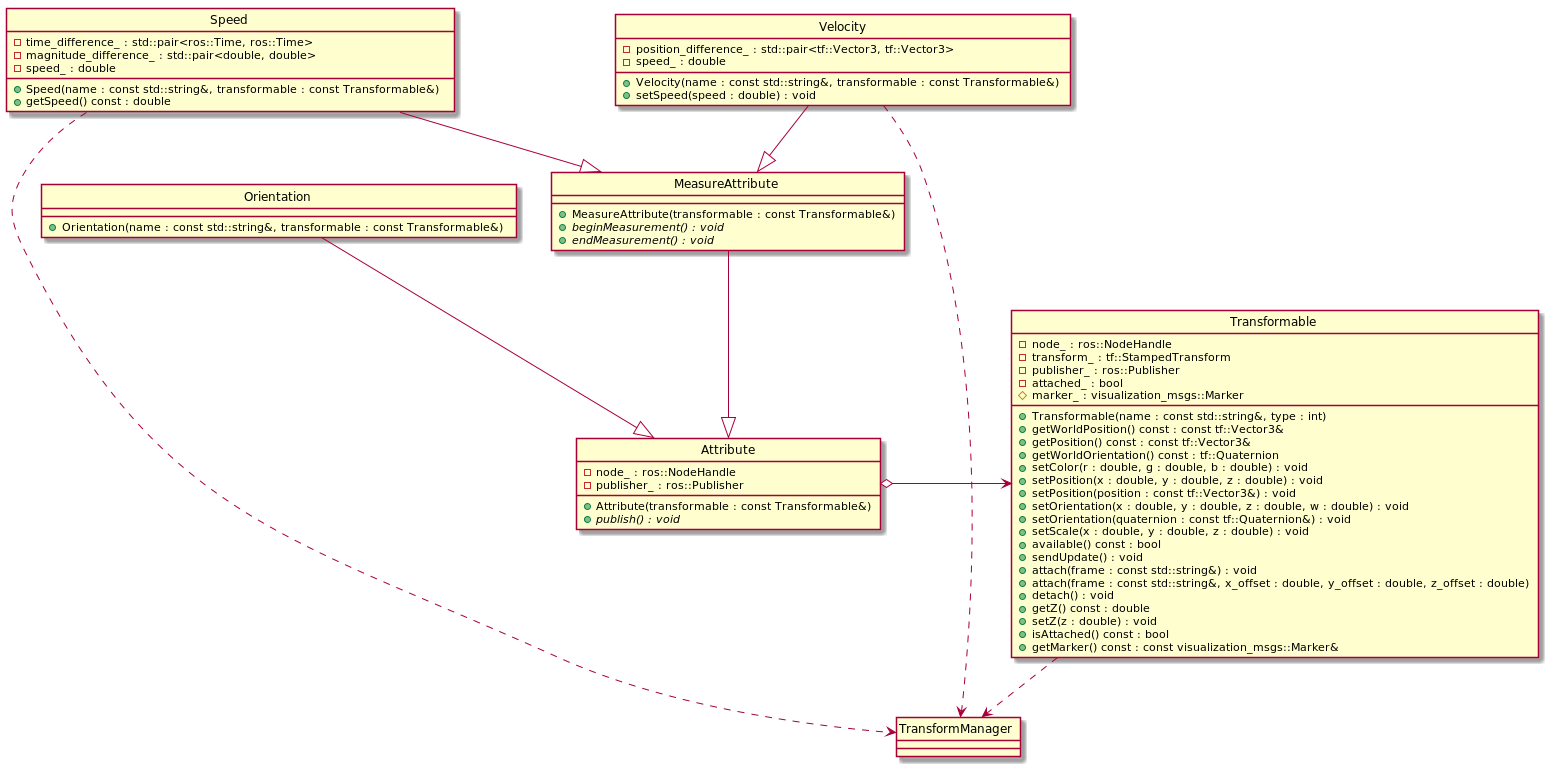 Speed
time_difference_ : std::pair<ros::Time, ros::Time>
magnitude_difference_ : std::pair<double, double>
speed_ : double
Speed(name : const std::string&, transformable : const Transformable&)
getSpeed() const : double
Velocity
position_difference_ : std::pair<tf::Vector3, tf::Vector3>
speed_ : double
Velocity(name : const std::string&, transformable : const Transformable&)
setSpeed(speed : double) : void
Orientation
Orientation(name : const std::string&, transformable : const Transformable&)
MeasureAttribute
MeasureAttribute(transformable : const Transformable&)
beginMeasurement() : void
endMeasurement() : void
Transformable
node_ : ros::NodeHandle
transform_ : tf::StampedTransform
publisher_ : ros::Publisher
attached_ : bool
marker_ : visualization_msgs::Marker
Transformable(name : const std::string&, type : int)
getWorldPosition() const : const tf::Vector3&
getPosition() const : const tf::Vector3&
getWorldOrientation() const : tf::Quaternion
setColor(r : double, g : double, b : double) : void
setPosition(x : double, y : double, z : double) : void
setPosition(position : const tf::Vector3&) : void
setOrientation(x : double, y : double, z : double, w : double) : void
setOrientation(quaternion : const tf::Quaternion&) : void
setScale(x : double, y : double, z : double) : void
available() const : bool
sendUpdate() : void
attach(frame : const std::string&) : void
attach(frame : const std::string&, x_offset : double, y_offset : double, z_offset : double)
detach() : void
getZ() const : double
setZ(z : double) : void
isAttached() const : bool
getMarker() const : const visualization_msgs::Marker&
Attribute
node_ : ros::NodeHandle
publisher_ : ros::Publisher
Attribute(transformable : const Transformable&)
publish() : void
TransformManager